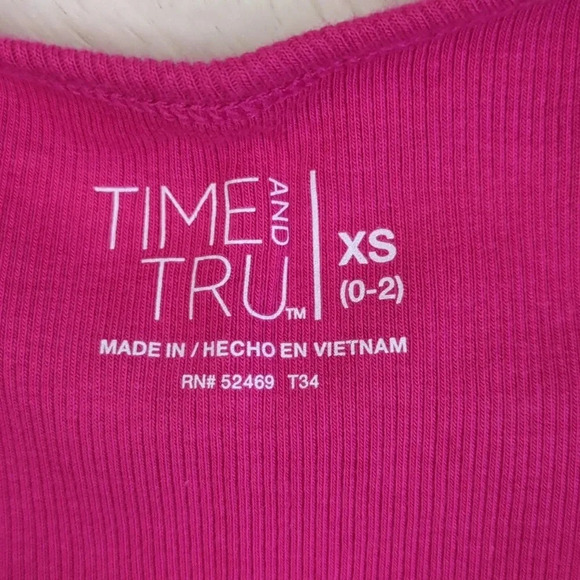 TIME AND
TRU™
XS
(0-2)
MADE IN / HECHO EN VIETNAM
RN# 52469 T34